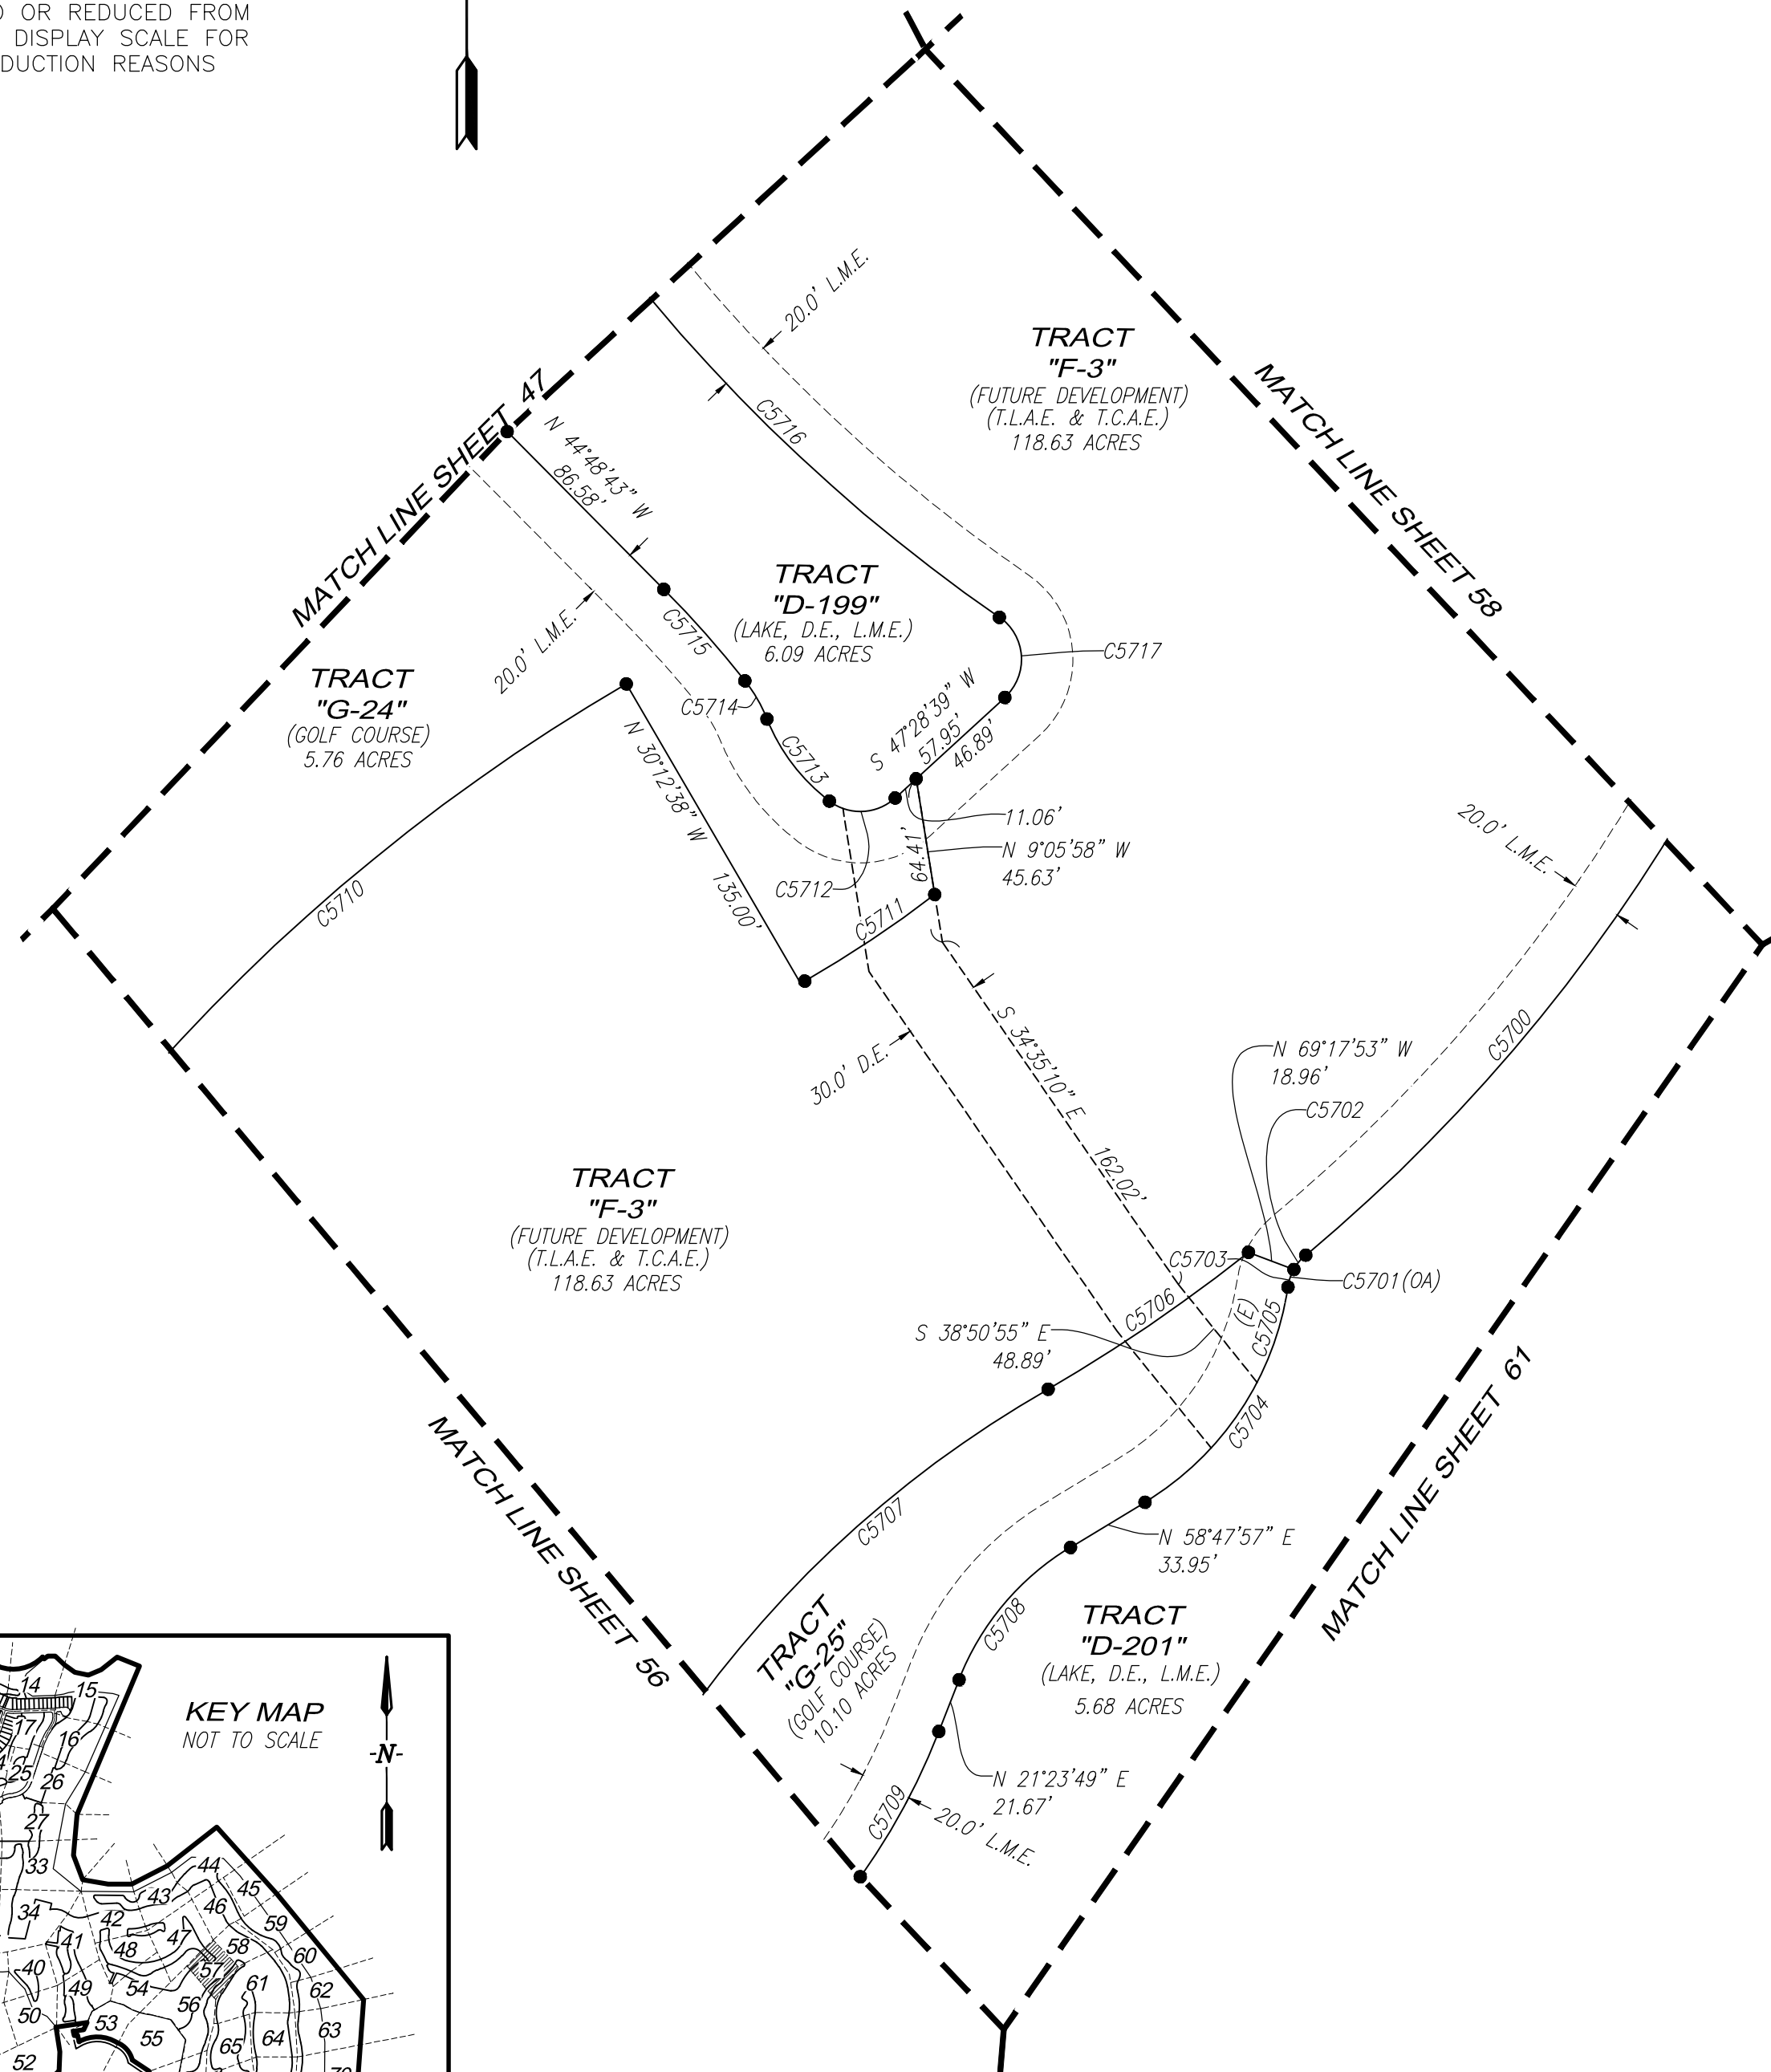 O OR REDUCED FROM
DISPLAY SCALE FOR
DUCTION REASONS
MATCH LINE SHEET 47
MATCH LINE SHEET 58
20.0' L.M.E.
TRACT
"F-3"
(FUTURE DEVELOPMENT)
(T.L.A.E. & T.C.A.E.)
118.63 ACRES
C5716
N 44°48'43" W
86.58'
TRACT
"D-199"
(LAKE, D.E., L.M.E.)
6.09 ACRES
C5715
C5717
20.0' L.M.E.
TRACT
"G-24"
(GOLF COURSE)
5.76 ACRES
C5714
S 47°28'39" W
57.95'
46.89'
C5713
N 30°12'38" W
135.00'
11.06'
N 9°05'58" W
45.63'
64.41'
C5712
C5711
C5710
20.0' L.M.E.
C5700
30.0' D.E.
S 34°35'10" E
162.02'
N 69°17'53" W
18.96'
C5702
TRACT
"F-3"
(FUTURE DEVELOPMENT)
(T.L.A.E. & T.C.A.E.)
118.63 ACRES
C5703
C5701(OA)
C5706
(E)
C5705
S 38°50'55" E
48.89'
C5704
MATCH LINE SHEET 61
MATCH LINE SHEET 56
C5707
N 58°47'57" E
33.95'
C5708
TRACT
"G-25"
(GOLF COURSE)
10.10 ACRES
TRACT
"D-201"
(LAKE, D.E., L.M.E.)
5.68 ACRES
N 21°23'49" E
21.67'
C5709
20.0' L.M.E.
KEY MAP
NOT TO SCALE
-N-
14
15
17
16
4
25
26
27
33
34
44
43
45
42
46
59
41
48
47
58
60
40
57
49
54
61
62
56
50
53
55
65
64
63
52
70